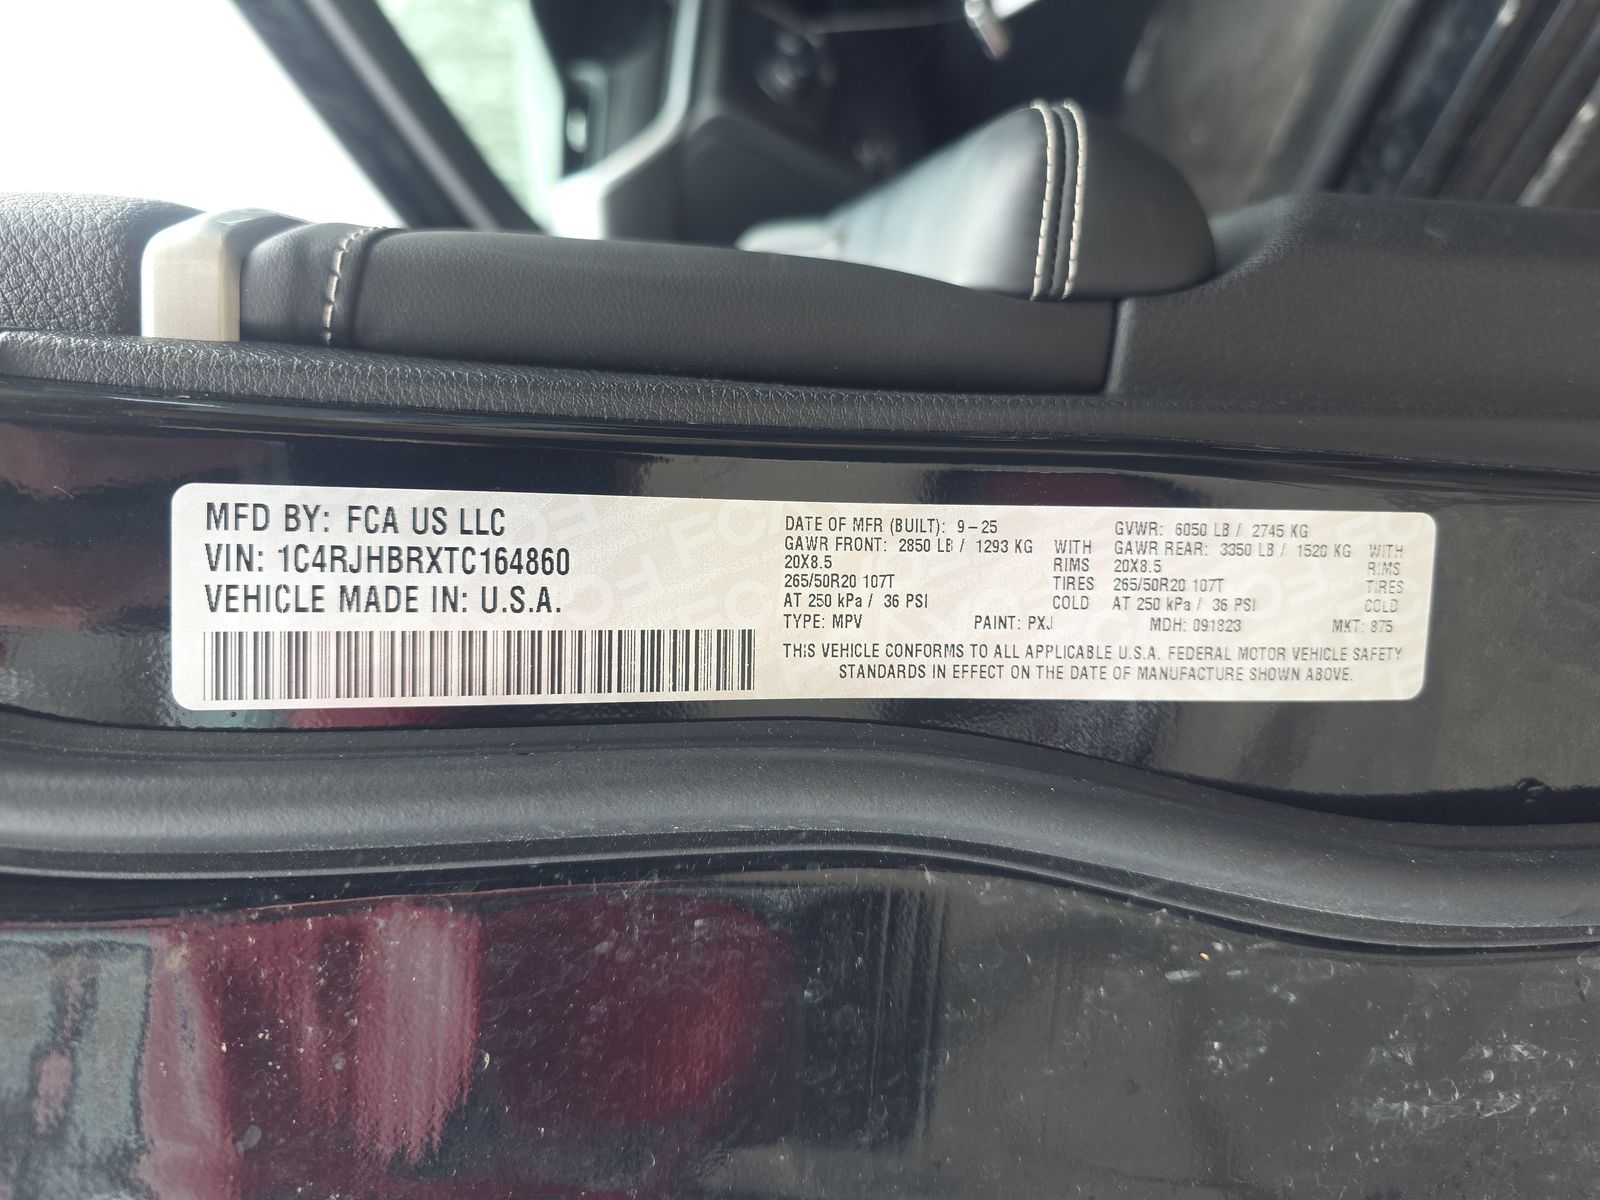 MFD BY: FCA US LLC
VIN: 1C4RJHBRXTC164860
VEHICLE MADE IN: U.S.A.
DATE OF MFR (BUILT): 9-25
GAWR FRONT: 2850 LB / 1293 KG WITH
20X8.5 RIMS
265/50R20 107T TIRES
AT 250 kPa / 36 PSI COLD
GVWR: 6050 LB / 2745 KG
GAWR REAR: 3350 LB / 1520 KG WITH
20X8.5 RIMS
265/50R20 107T TIRES
AT 250 kPa / 36 PSI COLD
TYPE: MPV PAINT: PXJ MDH: 091823 MKT: 875
THIS VEHICLE CONFORMS TO ALL APPLICABLE U.S.A. FEDERAL MOTOR VEHICLE SAFETY
STANDARDS IN EFFECT ON THE DATE OF MANUFACTURE SHOWN ABOVE.